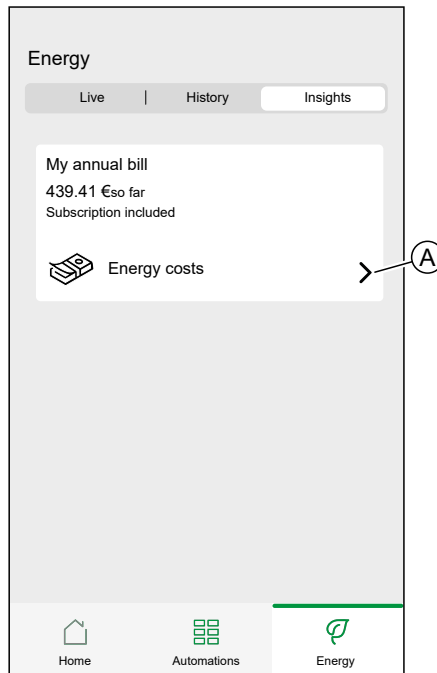 Energy
Live | History Insights
My annual bill
439.41 €so far
Subscription included
Energy costs
A
Home Automations Energy